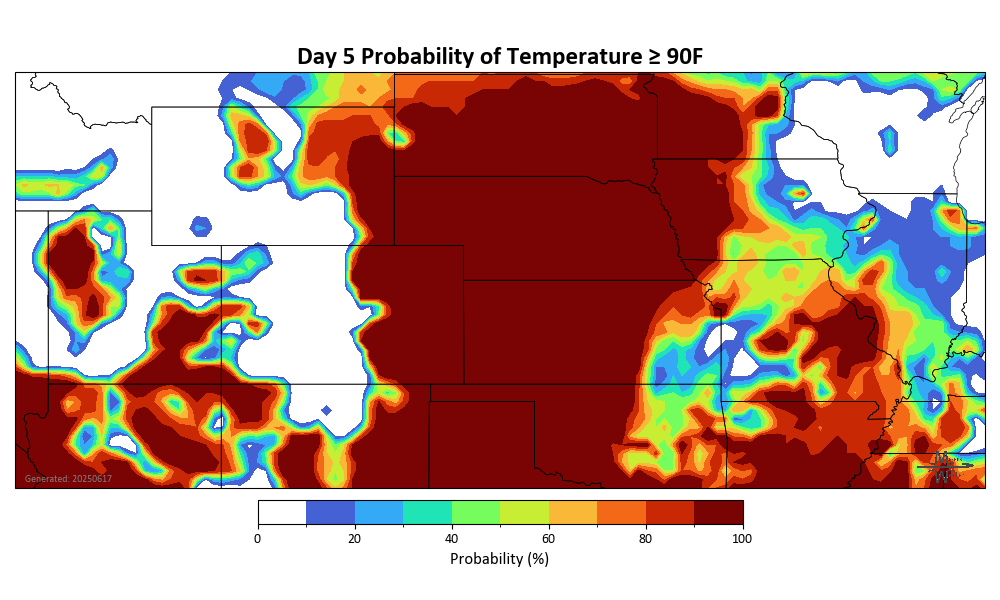 Day 5 Probability of Temperature ≥ 90F
Generated: 20250617
0 20 40 60 80 100
Probability (%)